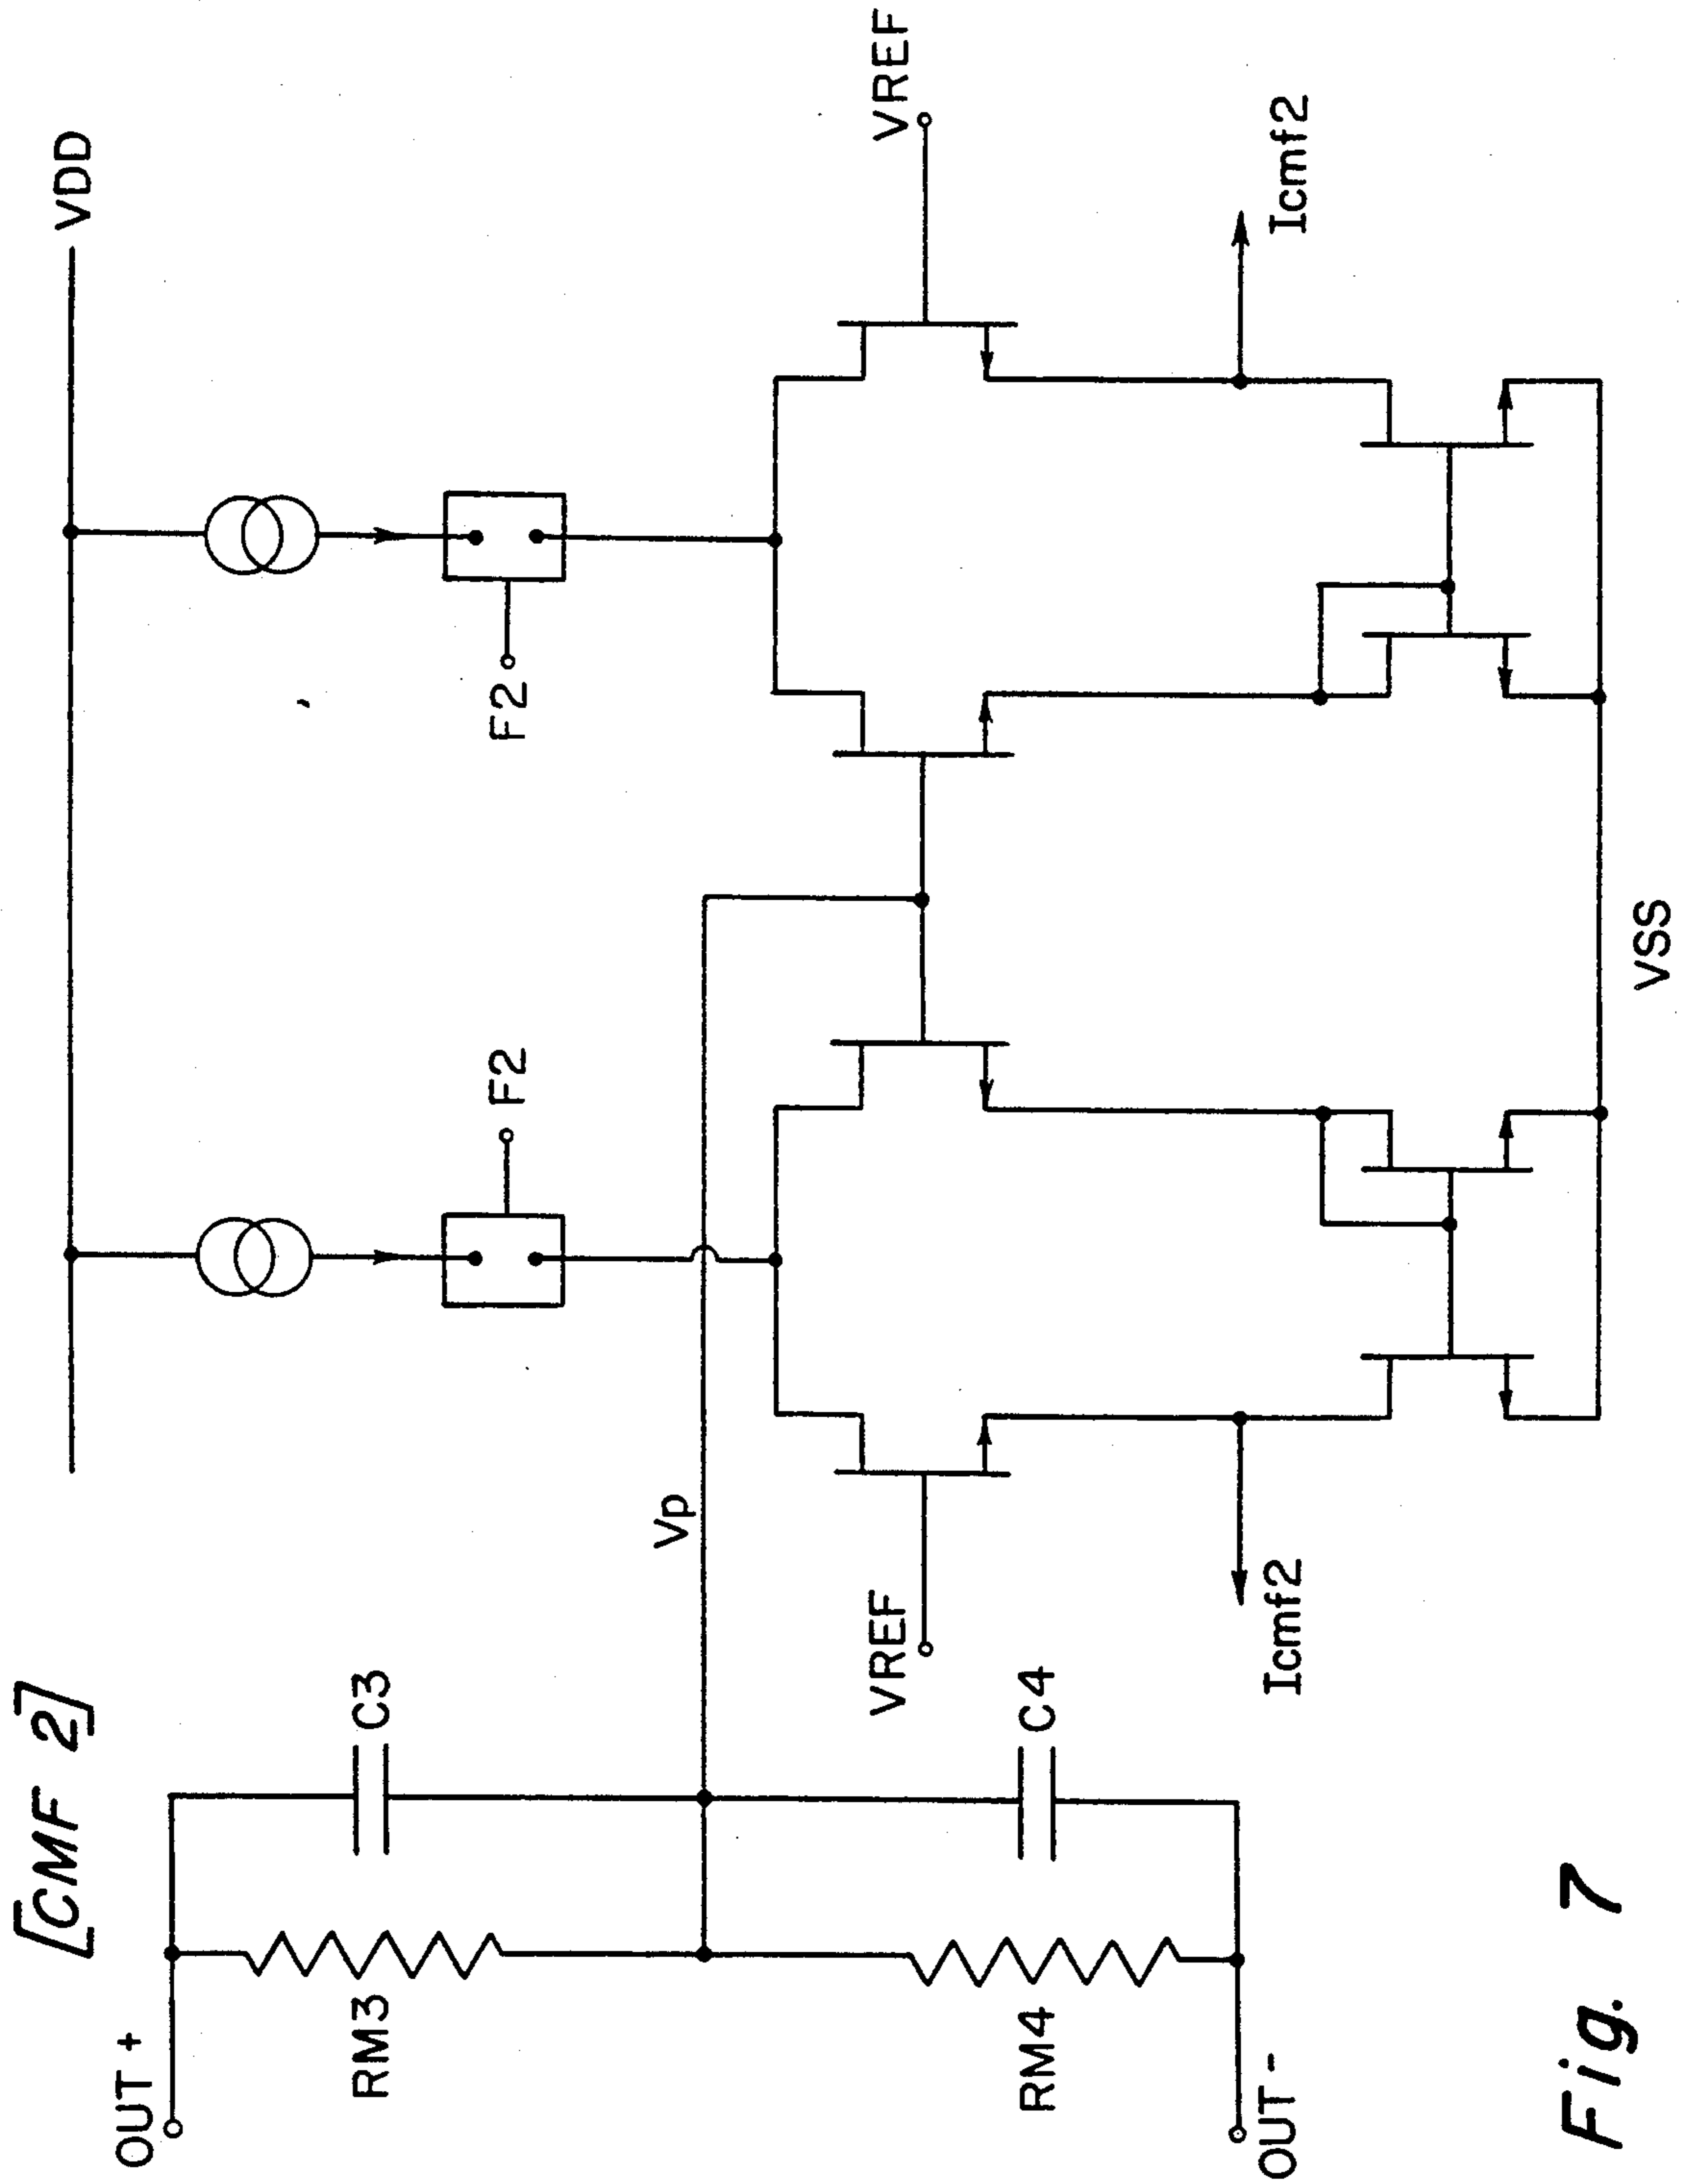 [CMF 2]
VDD
OUT+
RM3
C3
F2
F2
Vp
VREF
VREF
RM4
C4
OUT-
Icmf2
Icmf2
VSS
Fig. 7